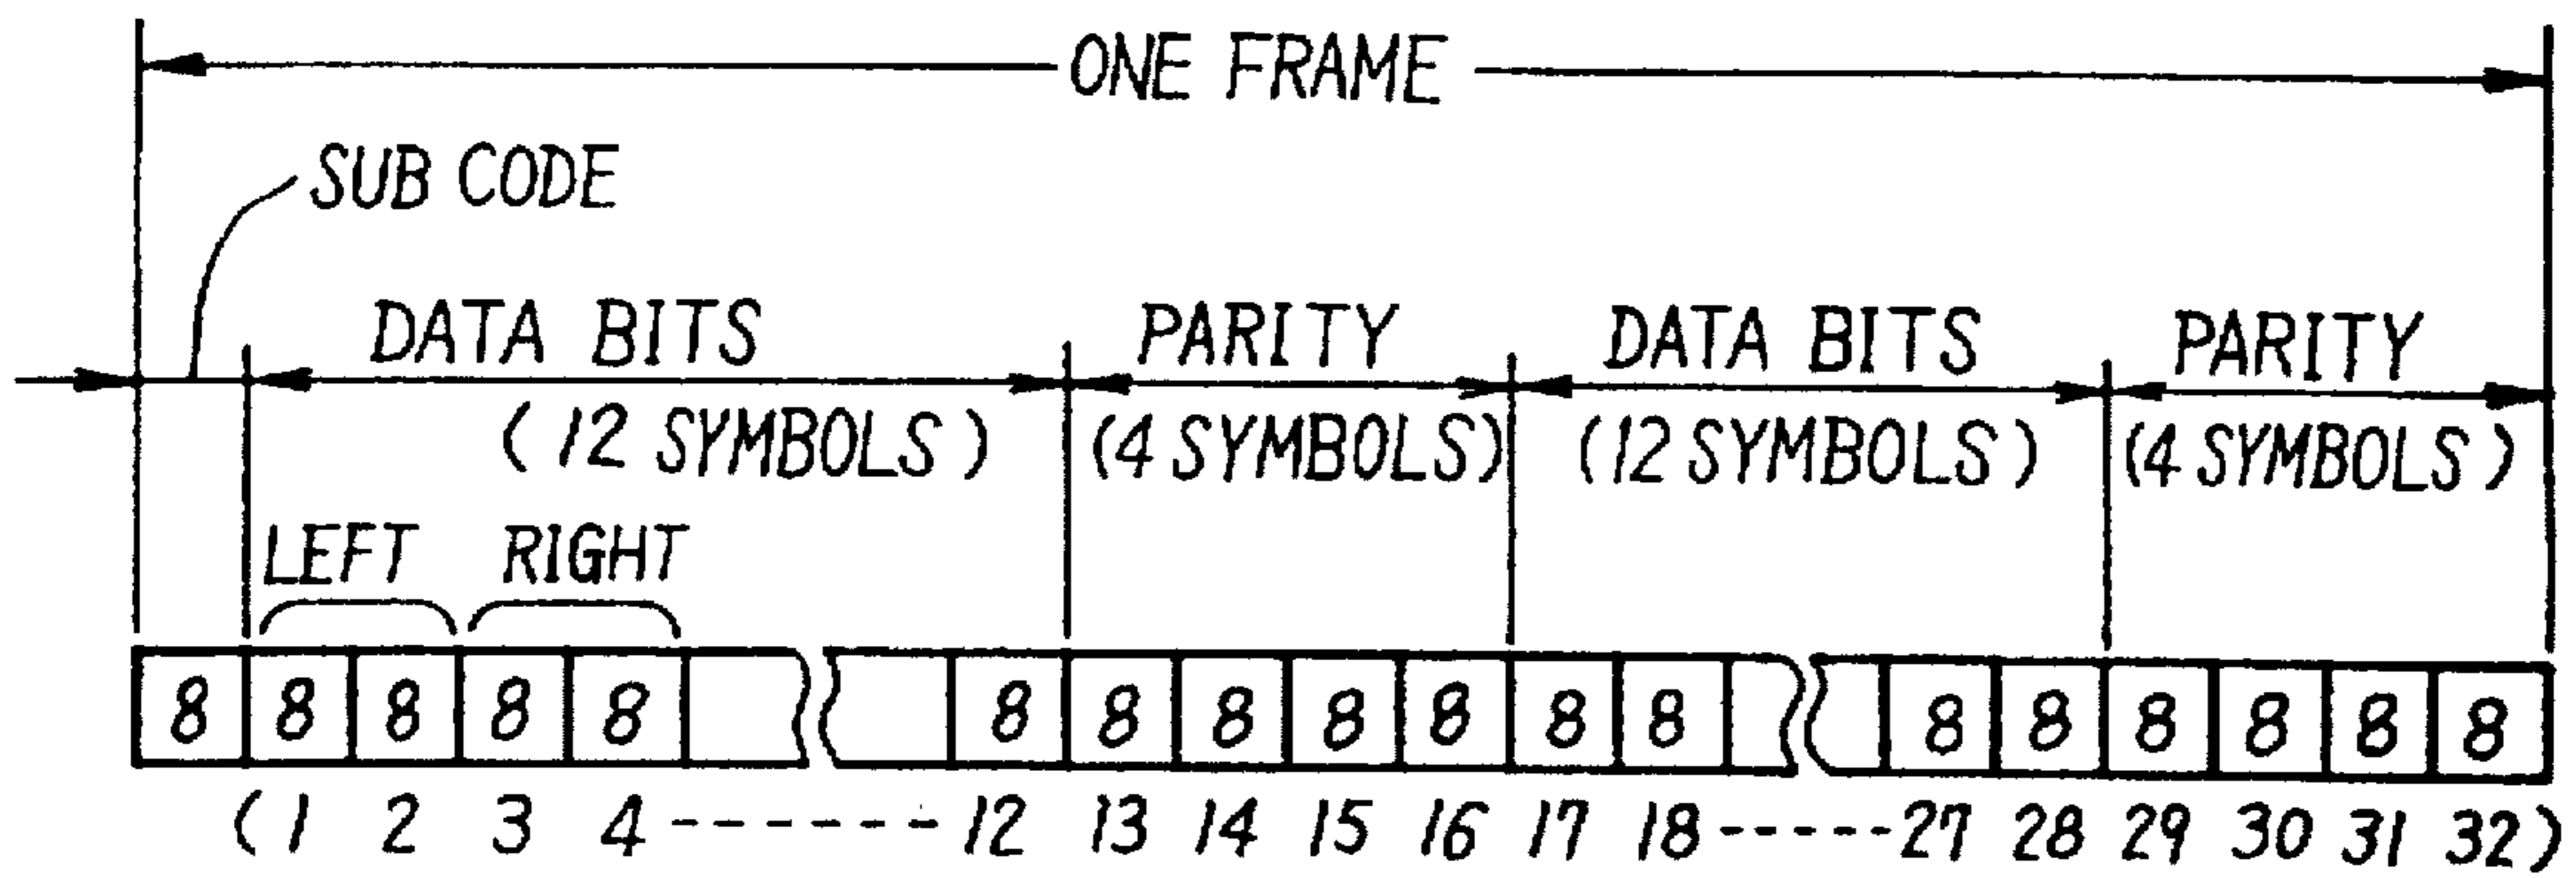 ONE FRAME
SUB CODE
DATA BITS PARITY DATA BITS PARITY
(12 SYMBOLS) (4 SYMBOLS) (12 SYMBOLS) (4 SYMBOLS)
LEFT RIGHT
8 8 8 8 8 8 8 8 8 8 8 8 8 8 8 8 8 8
(1 2 3 4 ------ 12 13 14 15 16 17 18 ----- 27 28 29 30 31 32)